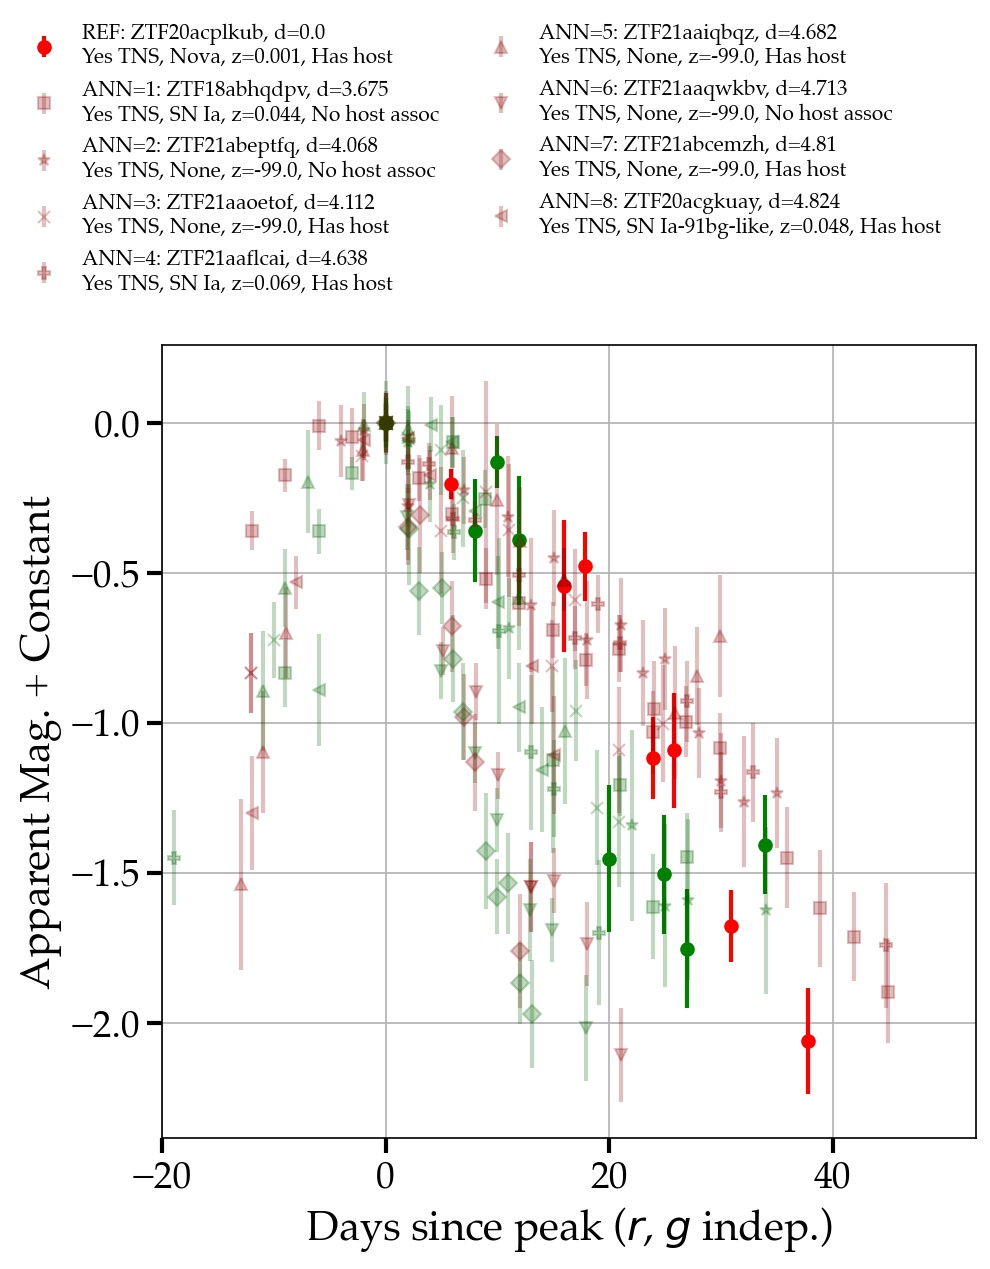 REF: ZTF20acplkub, d=0.0
Yes TNS, Nova, z=0.001, Has host
ANN=1: ZTF18abhqdpv, d=3.675
Yes TNS, SN Ia, z=0.044, No host assoc
ANN=2: ZTF21abeptfq, d=4.068
Yes TNS, None, z=-99.0, No host assoc
ANN=3: ZTF21aaoetof, d=4.112
Yes TNS, None, z=-99.0, Has host
ANN=4: ZTF21aaflcai, d=4.638
Yes TNS, SN Ia, z=0.069, Has host
ANN=5: ZTF21aaiqbqz, d=4.682
Yes TNS, None, z=-99.0, Has host
ANN=6: ZTF21aaqwkbv, d=4.713
Yes TNS, None, z=-99.0, No host assoc
ANN=7: ZTF21abcemzh, d=4.81
Yes TNS, None, z=-99.0, Has host
ANN=8: ZTF20acgkuay, d=4.824
Yes TNS, SN Ia-91bg-like, z=0.048, Has host
Apparent Mag. + Constant
0.0
−0.5
−1.0
−1.5
−2.0
−20
0
20
40
Days since peak (r, g indep.)